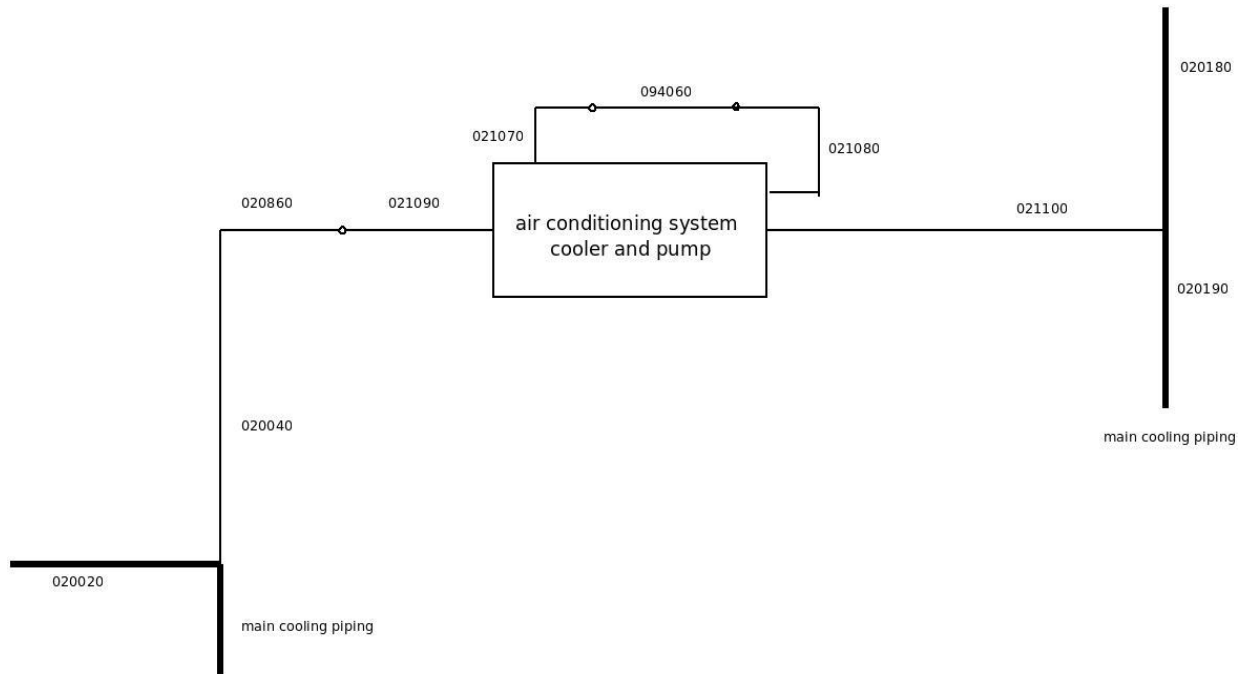 020180
094060
021070
021080
020860
021090
021100
air conditioning system
cooler and pump
020190
020040
main cooling piping
020020
main cooling piping